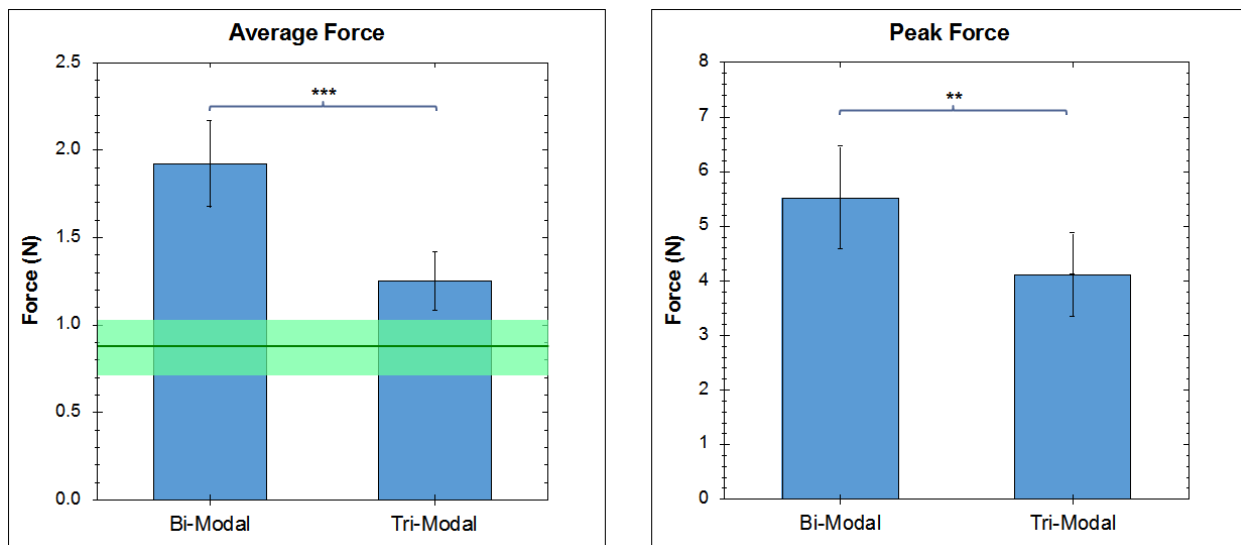 Average Force
Force (N)
2.5
2.0
1.5
1.0
0.5
0.0
***
Bi-Modal
Tri-Modal
Peak Force
Force (N)
8
7
6
5
4
3
2
1
0
**
Bi-Modal
Tri-Modal